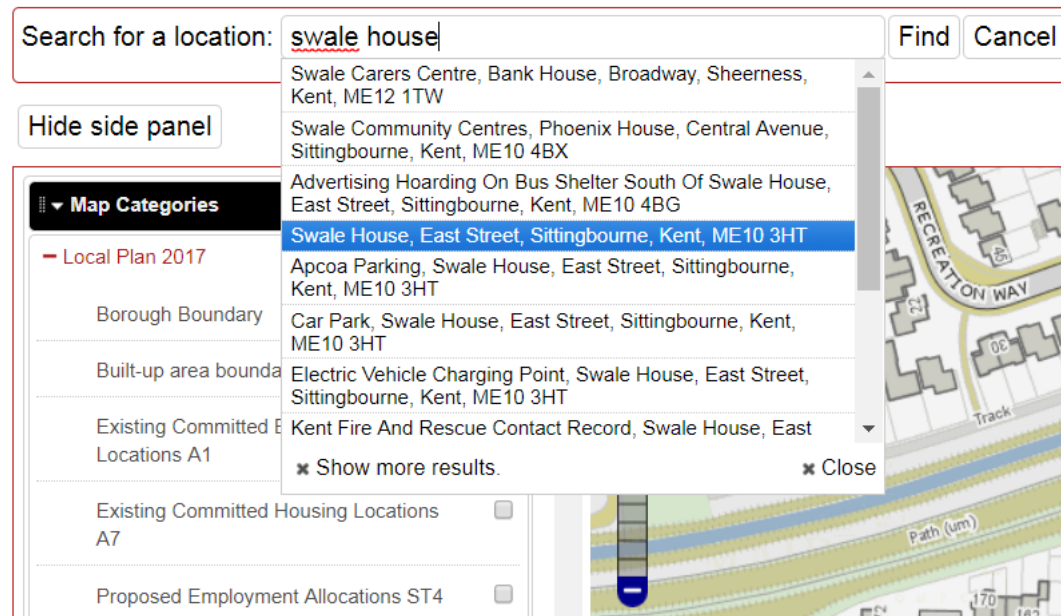 Search for a location: swale house Find Cancel
Swale Carers Centre, Bank House, Broadway, Sheerness,
Kent, ME12 1TW
Swale Community Centres, Phoenix House, Central Avenue,
Sittingbourne, Kent, ME10 4BX
Advertising Hoarding On Bus Shelter South Of Swale House,
East Street, Sittingbourne, Kent, ME10 4BG
Swale House, East Street, Sittingbourne, Kent, ME10 3HT
Apcoa Parking, Swale House, East Street, Sittingbourne,
Kent, ME10 3HT
Car Park, Swale House, East Street, Sittingbourne, Kent,
ME10 3HT
Electric Vehicle Charging Point, Swale House, East Street,
Sittingbourne, Kent, ME10 3HT
Kent Fire And Rescue Contact Record, Swale House, East
Show more results. Close
Hide side panel
Map Categories
Local Plan 2017
Borough Boundary
Built-up area bounda
Existing Committed E
Locations A1
Existing Committed Housing Locations
A7
Proposed Employment Allocations ST4
RECREATION WAY
45
22
30
Track
Path (um)
170